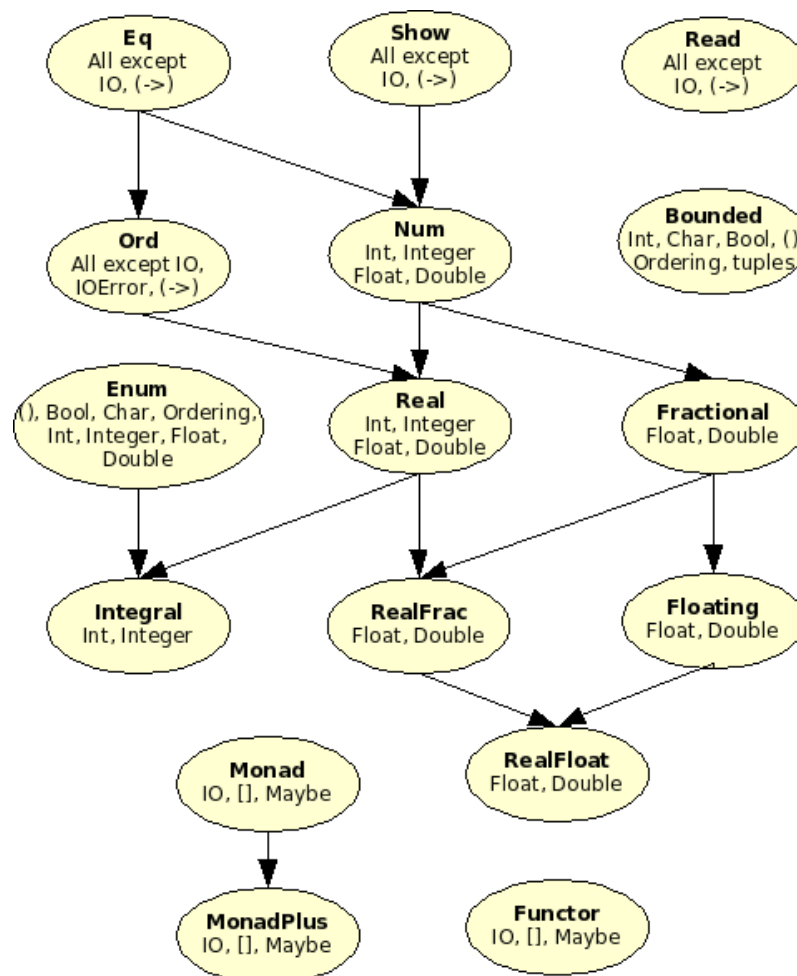 Eq
All except
IO, (->)
Show
All except
IO, (->)
Read
All except
IO, (->)
Ord
All except IO,
IOError, (->)
Num
Int, Integer
Float, Double
Bounded
Int, Char, Bool, ()
Ordering, tuples
Enum
(), Bool, Char, Ordering,
Int, Integer, Float,
Double
Real
Int, Integer
Float, Double
Fractional
Float, Double
Integral
Int, Integer
RealFrac
Float, Double
Floating
Float, Double
Monad
IO, [], Maybe
RealFloat
Float, Double
MonadPlus
IO, [], Maybe
Functor
IO, [], Maybe